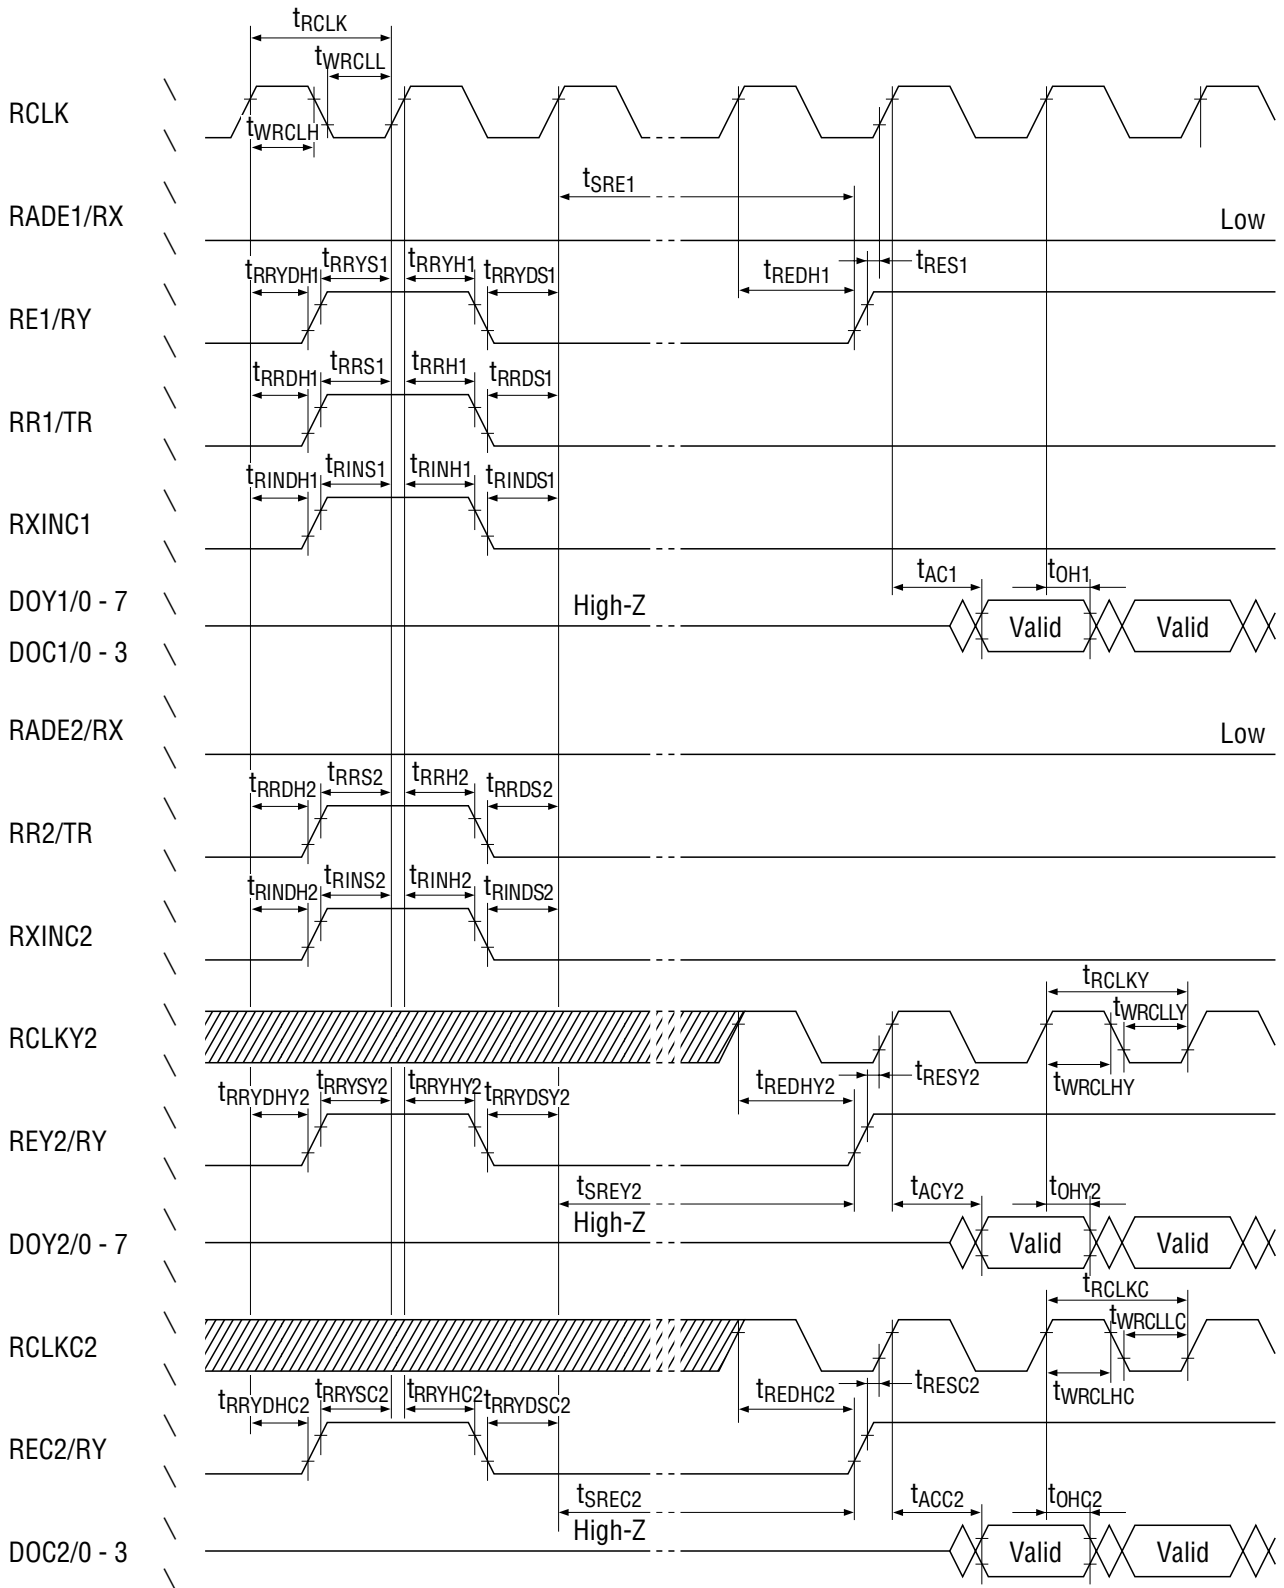 tRCLK
tWRCLL
RCLK
tWRCLH
tSRE1
RADE1/RX
Low
tRRYDH1 tRRYS1 tRRYH1 tRRYDS1 tREDH1 tRES1
RE1/RY
tRRDH1 tRRS1 tRRH1 tRRDS1
RR1/TR
tRINDH1 tRINS1 tRINH1 tRINDS1
RXINC1
tAC1 tOH1
DOY1/0 - 7 High-Z Valid Valid
DOC1/0 - 3
RADE2/RX Low
tRRDH2 tRRS2 tRRH2 tRRDS2
RR2/TR
tRINDH2 tRINS2 tRINH2 tRINDS2
RXINC2
tRCLKY
tWRCLLY
RCLKY2
tRRYDHY2 tRRYSY2 tRRYHY2 tRRYDSY2 tREDHY2 tRESY2 tWRCLHY
REY2/RY
tSREY2 tACY2 tOHY2
High-Z
DOY2/0 - 7 Valid Valid
tRCLKC
tWRCLLC
RCLKC2
tRRYDHC2 tRRYSC2 tRRYHC2 tRRYDSC2 tREDHC2 tRESC2 tWRCLHC
REC2/RY
tSREC2 tACC2 tOHC2
High-Z
DOC2/0 - 3 Valid Valid